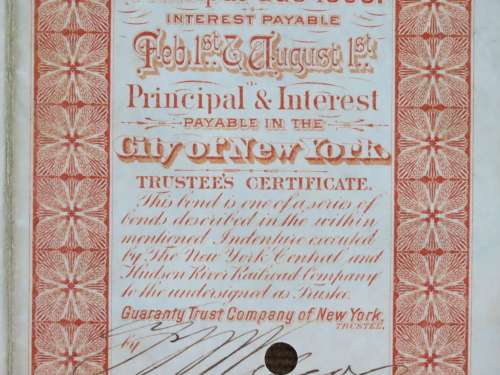 INTEREST PAYABLE
Feb. 1st & August 1st.
Principal & Interest
PAYABLE IN THE
City of New York.
TRUSTEE'S CERTIFICATE.
This bond is one of a series of
bonds described in the within
mentioned Indenture executed
by The New York Central and
Hudson River Railroad Company
to the undersigned as Trustee.
Guaranty Trust Company of New York,
TRUSTEE,
by